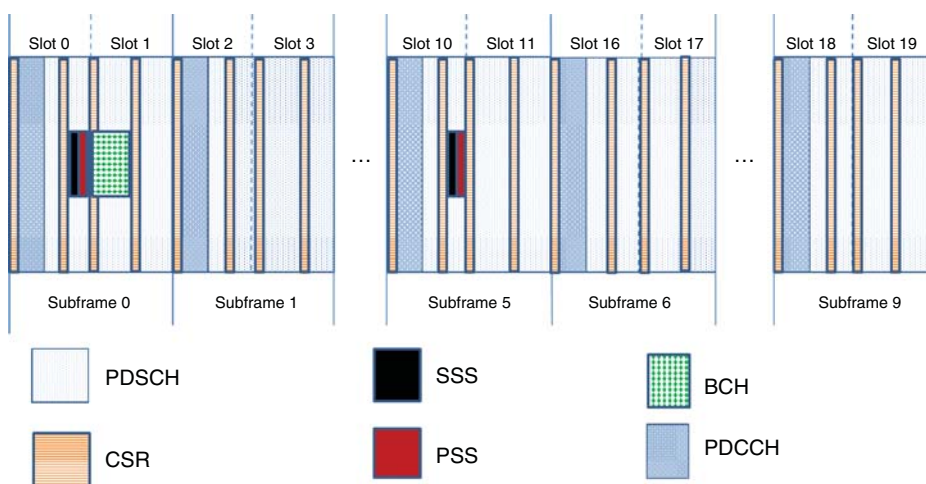 Slot 0 Slot 1 Slot 2 Slot 3 Slot 10 Slot 11 Slot 16 Slot 17 Slot 18 Slot 19
... ...
Subframe 0 Subframe 1 Subframe 5 Subframe 6 Subframe 9
PDSCH SSS BCH
CSR PSS PDCCH